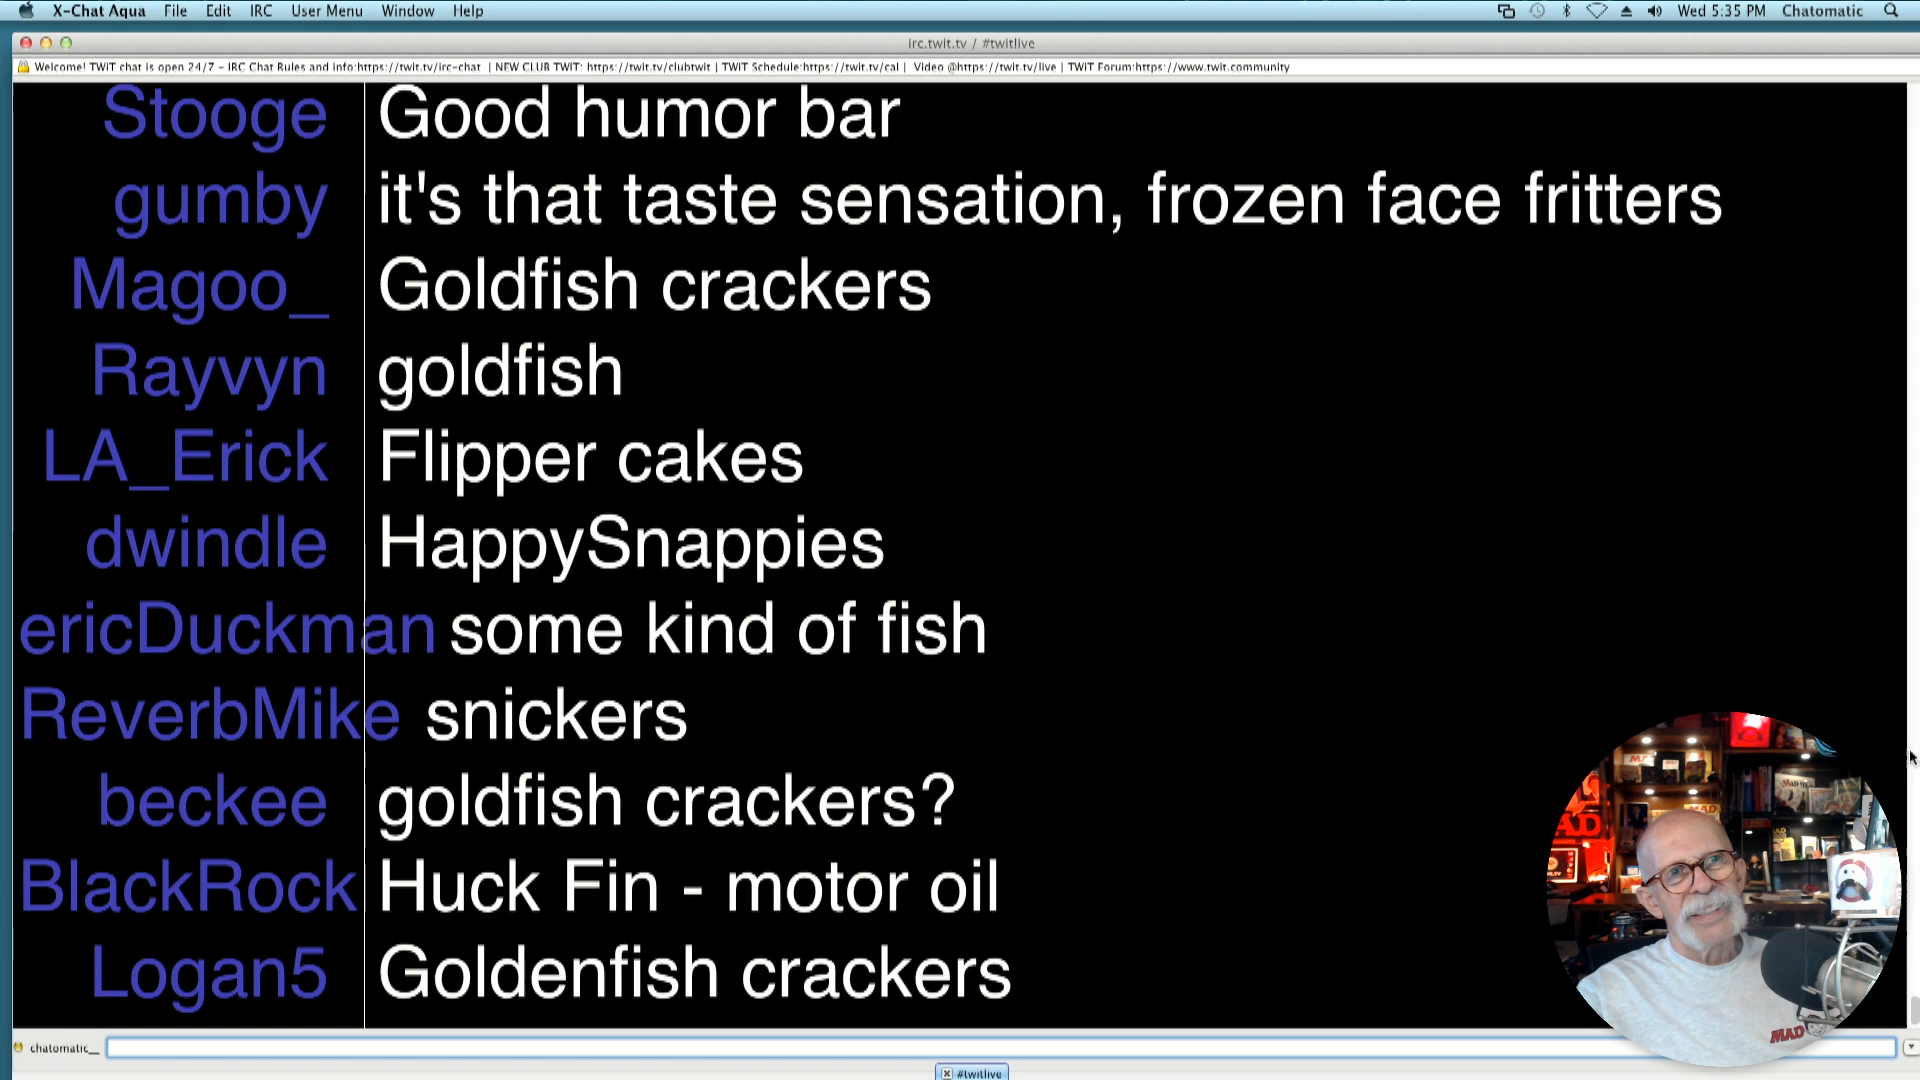 X-Chat Aqua File Edit IRC User Menu Window Help Wed 5:35 PM Chatomatic
irc.twit.tv / #twitlive
Welcome! TWiT chat is open 24/7 - IRC Chat Rules and info:https://twit.tv/irc-chat | NEW CLUB TWiT: https://twit.tv/clubtwit | TWiT Schedule:https://twit.tv/cal | Video @https://twit.tv/live | TWiT Forum:https://www.twit.community
Stooge Good humor bar
gumby it's that taste sensation, frozen face fritters
Magoo_ Goldfish crackers
Rayvyn goldfish
LA_Erick Flipper cakes
dwindle HappySnappies
ericDuckman some kind of fish
ReverbMike snickers
beckee goldfish crackers?
BlackRock Huck Fin - motor oil
Logan5 Goldenfish crackers
MAD
chatomatic__
#twitlive